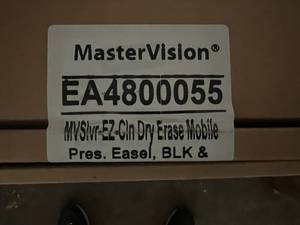 MasterVision®
EA4800055
MVSlvr-EZ-Cln Dry Erase Mobile
Pres. Easel, BLK &